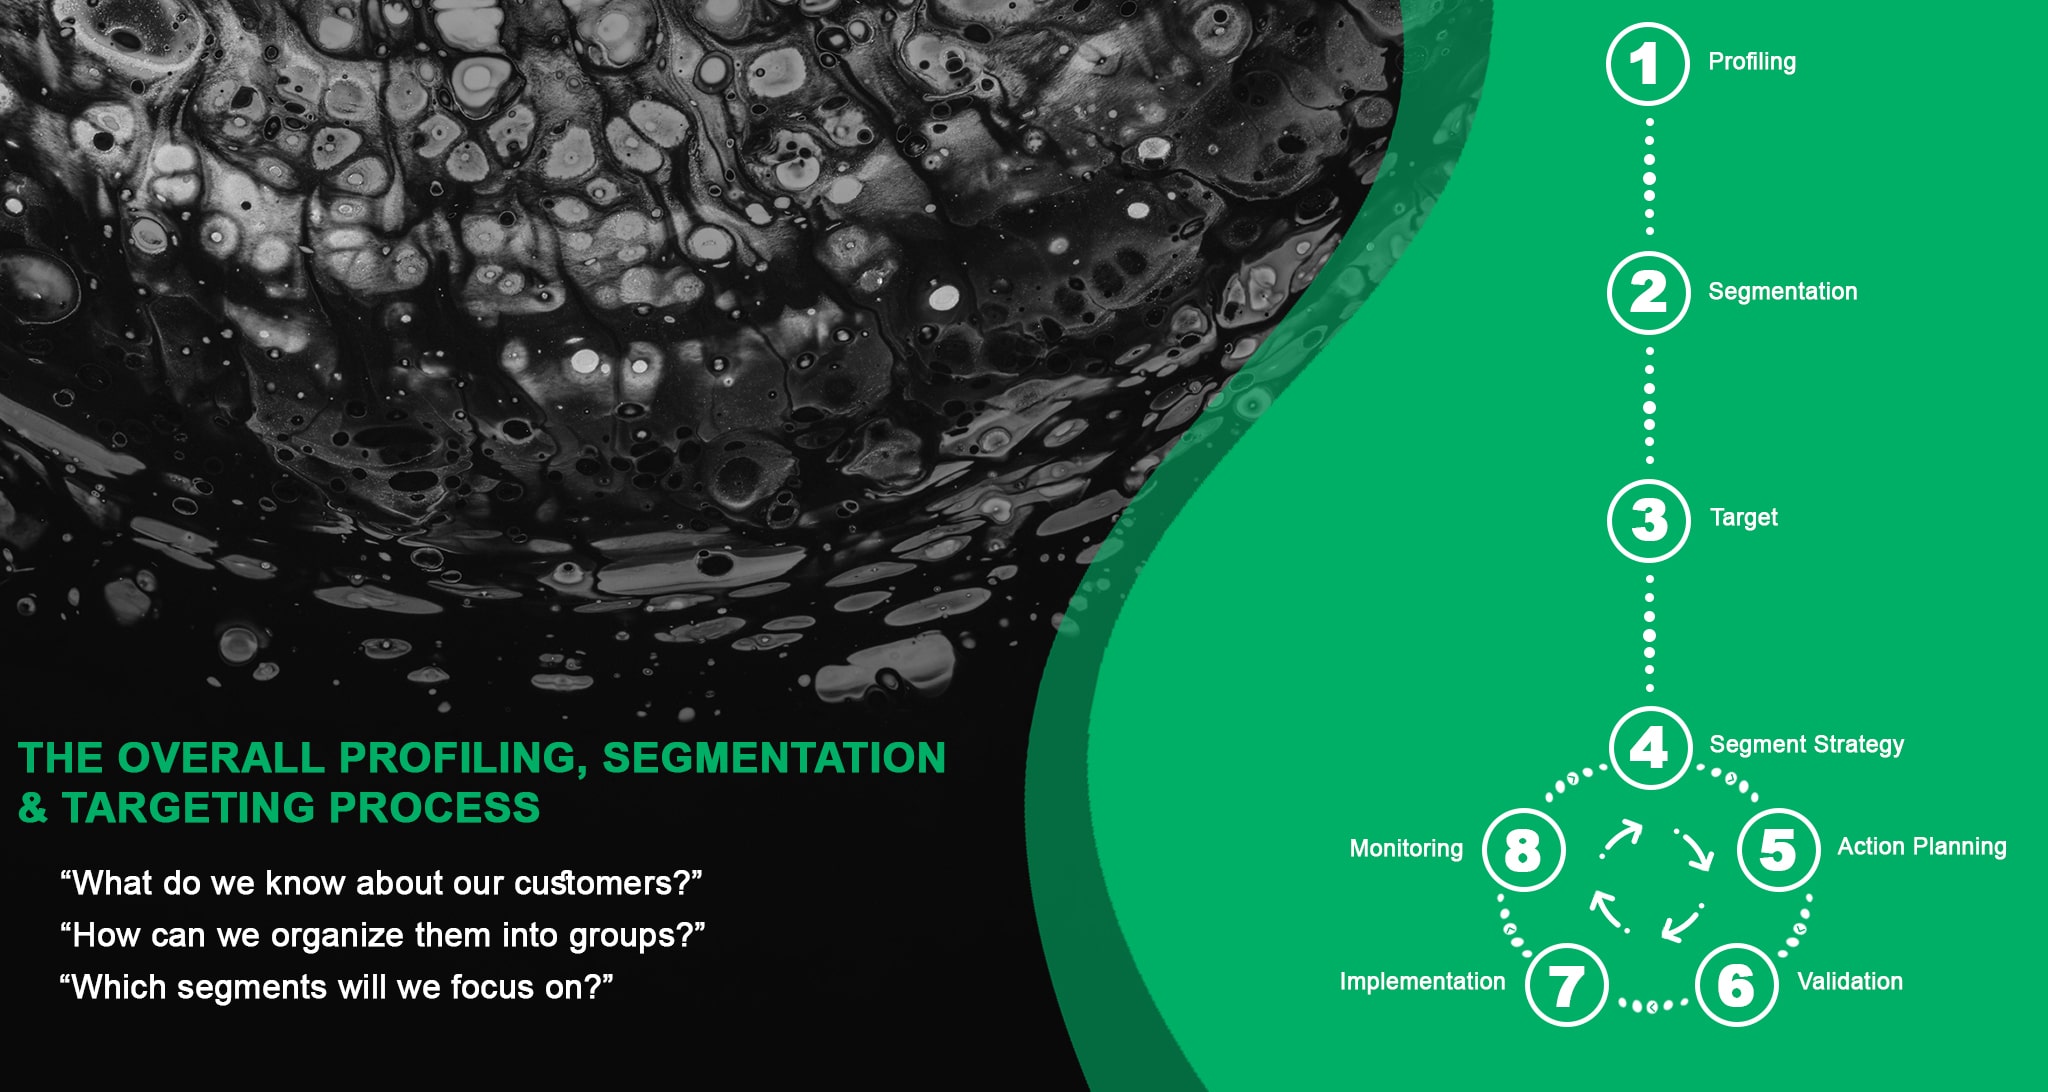 THE OVERALL PROFILING, SEGMENTATION
& TARGETING PROCESS
“What do we know about our customers?”
“How can we organize them into groups?”
“Which segments will we focus on?”
1 Profiling
2 Segmentation
3 Target
4 Segment Strategy
5 Action Planning
6 Validation
7 Implementation
8 Monitoring